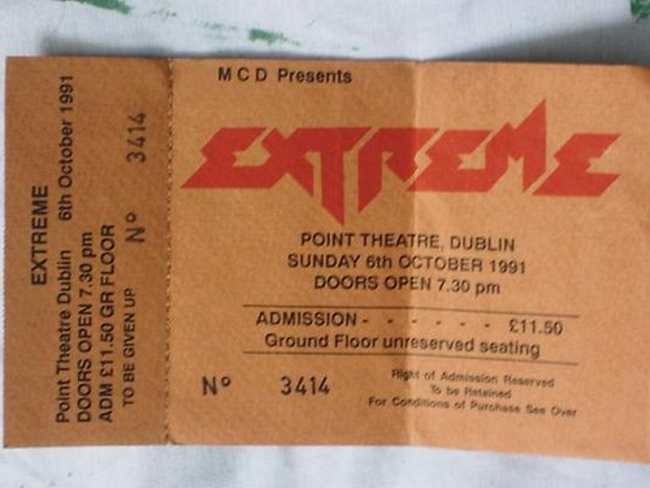 EXTREME
Point Theatre Dublin 6th October 1991
DOORS OPEN 7.30 pm
ADM £11.50 GR FLOOR
TO BE GIVEN UP Nº 3414
MCD Presents
EXTREME
POINT THEATRE, DUBLIN
SUNDAY 6th OCTOBER 1991
DOORS OPEN 7.30 pm
ADMISSION - - - - - - £11.50
Ground Floor unreserved seating
Nº 3414
Right of Admission Reserved
To be Retained
For Conditions of Purchase See Over